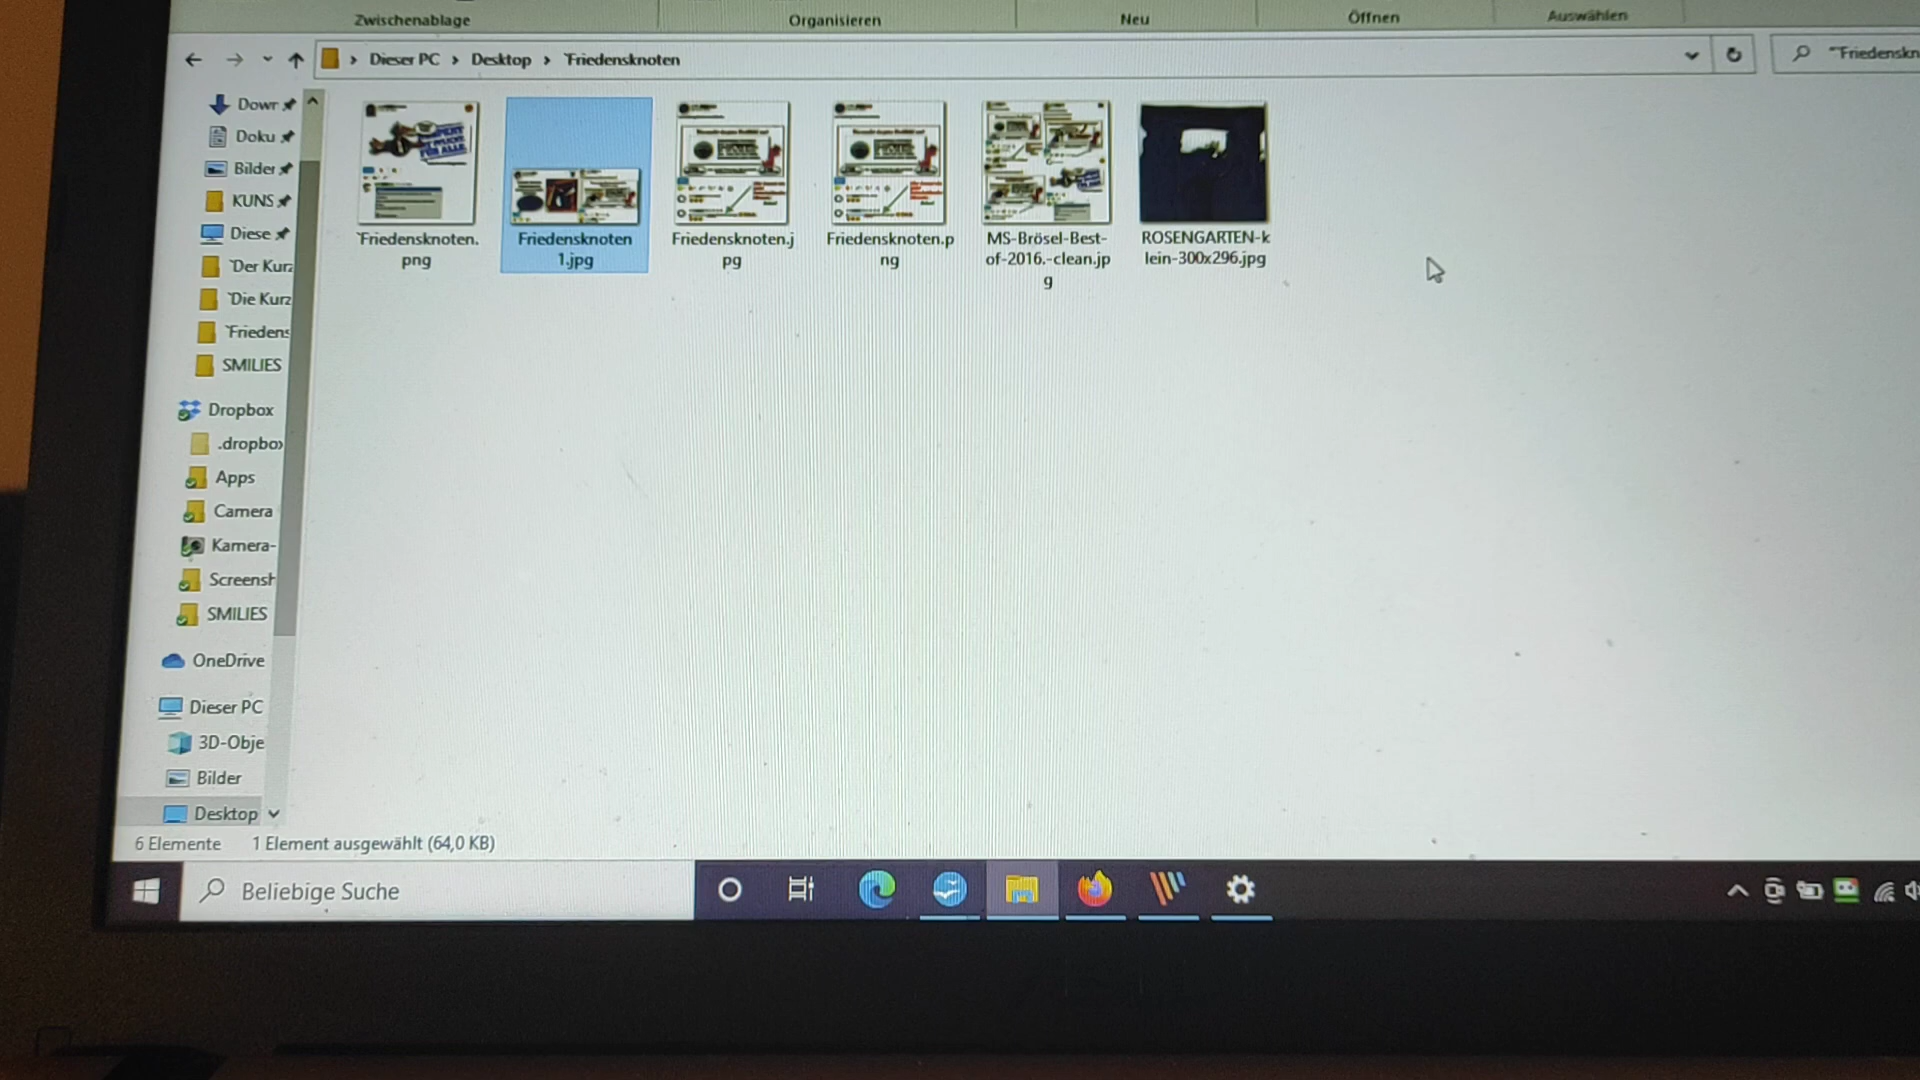 Zwischenablage Organisieren Neu Öffnen Auswählen
Dieser PC > Desktop > `Friedensknoten
Dowr
Doku
Bilder
KUNS
Diese
`Der Kurz
`Die Kurz
`Friedens
SMILIES
Dropbox
.dropbox
Apps
Camera
Kamera-
Screensh
SMILIES
OneDrive
Dieser PC
3D-Obje
Bilder
Desktop
`Friedensknoten.
png
Friedensknoten
1.jpg
Friedensknoten.j
pg
Friedensknoten.p
ng
MS-Brösel-Best-
of-2016.-clean.jp
g
ROSENGARTEN-k
lein-300x296.jpg
6 Elemente 1 Element ausgewählt (64,0 KB)
Beliebige Suche